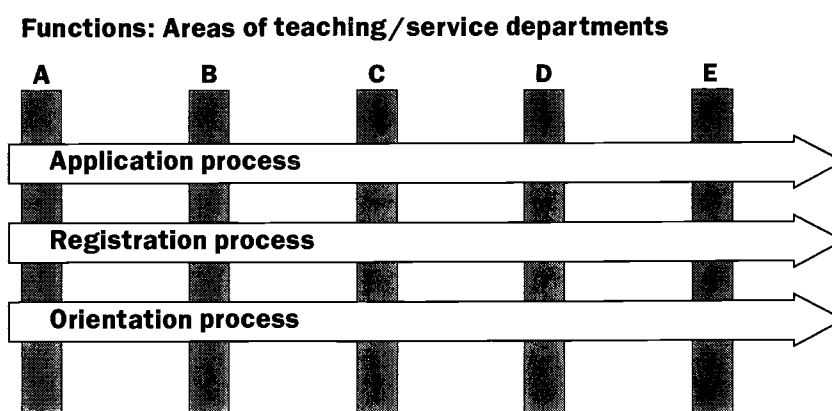 Functions: Areas of teaching/service departments
A B C D E
Application process
Registration process
Orientation process